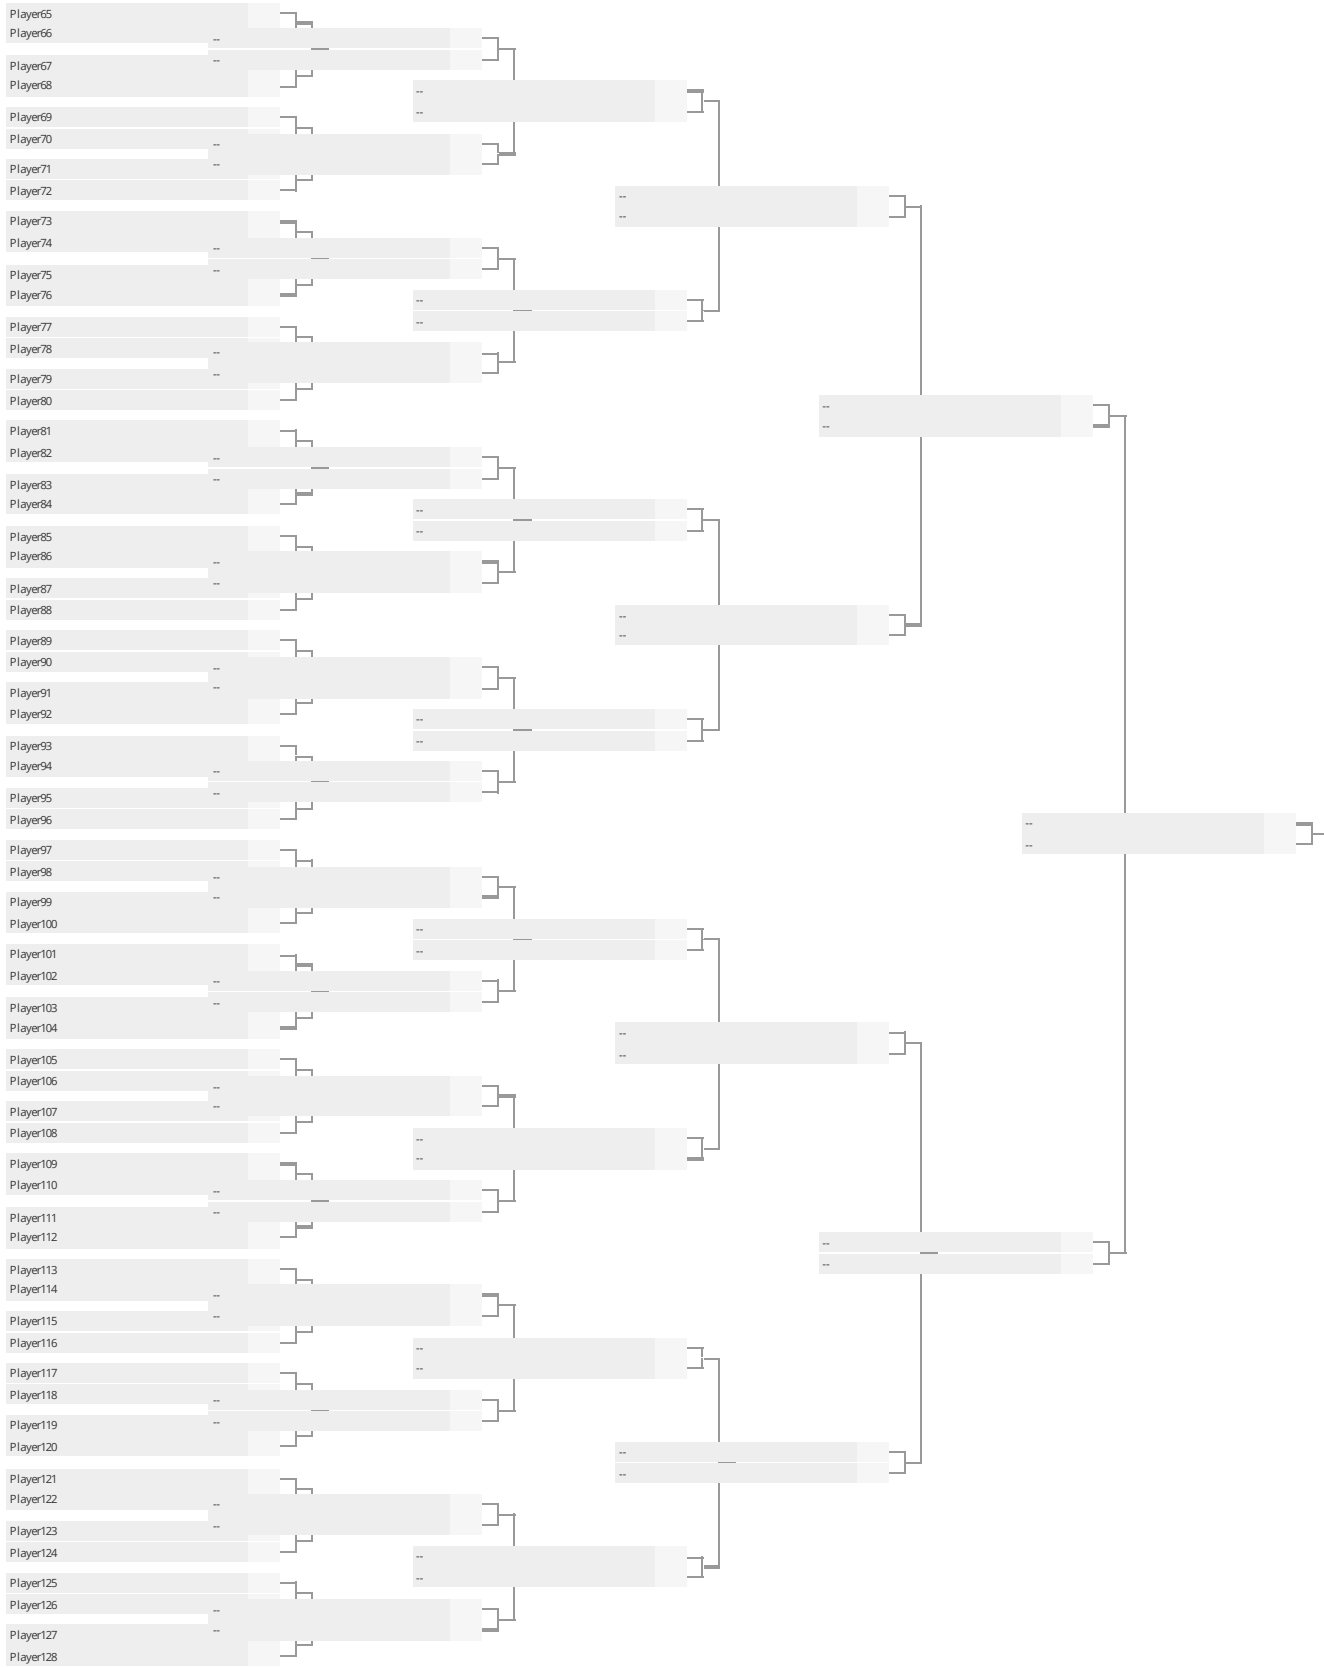 Player65
Player66
--
--
Player67
Player68
--
--
Player69
Player70
--
--
Player71
Player72
--
--
Player73
Player74
--
--
Player75
Player76
--
--
Player77
Player78
--
--
Player79
Player80
--
--
Player81
Player82
--
--
Player83
Player84
--
--
Player85
Player86
--
--
Player87
Player88
--
--
Player89
Player90
--
--
Player91
Player92
--
--
Player93
Player94
--
--
Player95
Player96
--
--
Player97
Player98
--
--
Player99
Player100
--
--
Player101
Player102
--
--
Player103
Player104
--
--
Player105
Player106
--
--
Player107
Player108
--
--
Player109
Player110
--
--
Player111
Player112
--
--
Player113
Player114
--
--
Player115
Player116
--
--
Player117
Player118
--
--
Player119
Player120
--
--
Player121
Player122
--
--
Player123
Player124
--
--
Player125
Player126
--
--
Player127
Player128